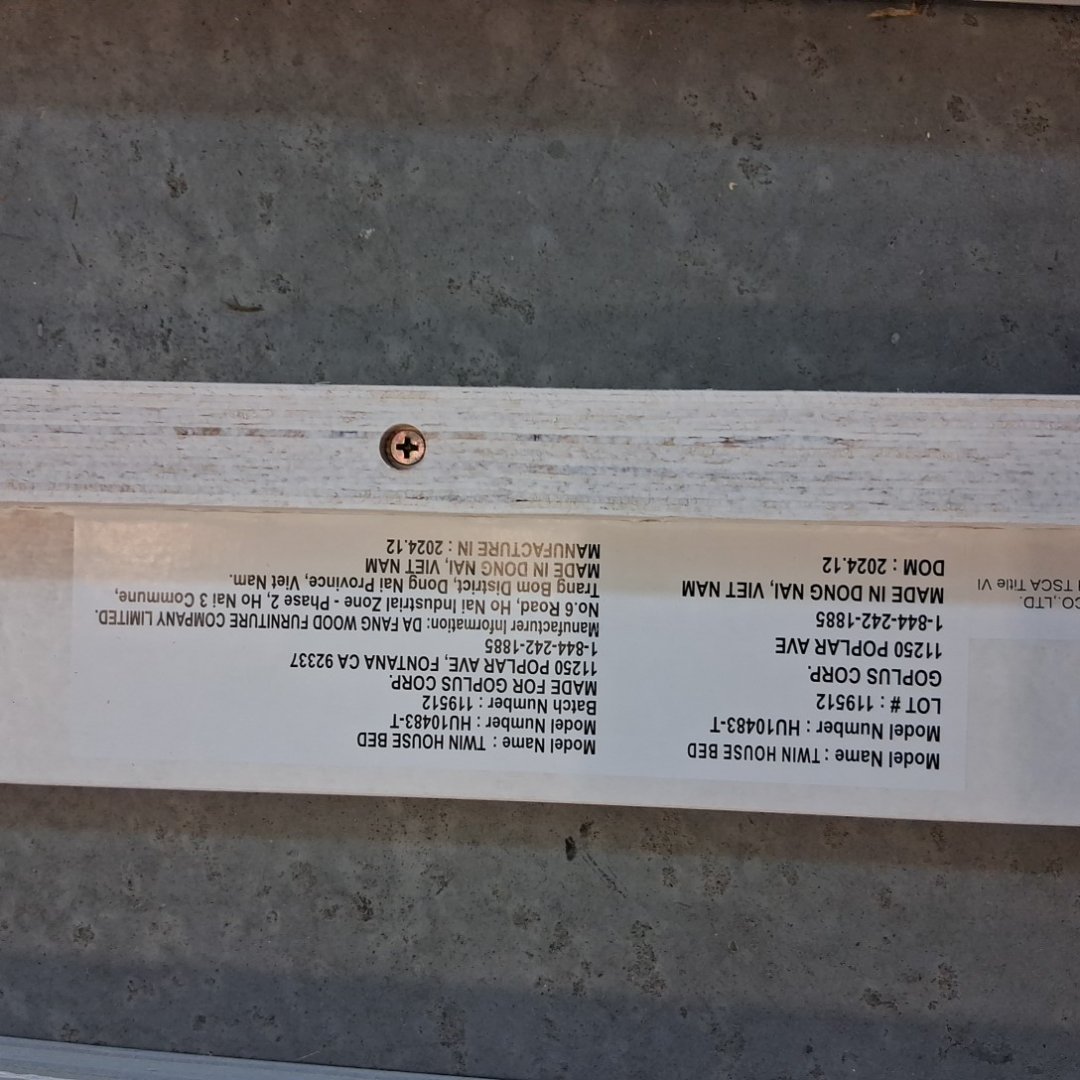 CO.,LTD.
TSCA Title VI
Model Name : TWIN HOUSE BED
Model Number : HU10483-T
LOT # : 119512
GOPLUS CORP.
11250 POPLAR AVE
1-844-242-1885
MADE IN DONG NAI, VIET NAM
DOM : 2024.12
Model Name : TWIN HOUSE BED
Model Number : HU10483-T
Batch Number : 119512
MADE FOR GOPLUS CORP.
11250 POPLAR AVE, FONTANA CA 92337
1-844-242-1885
Manufacturer Information: DA FANG WOOD FURNITURE COMPANY LIMITED.
No.6 Road, Ho Nai Industrial Zone - Phase 2, Ho Nai 3 Commune,
Trang Bom District, Dong Nai Province, Viet Nam.
MADE IN DONG NAI, VIET NAM
MANUFACTURE IN : 2024.12